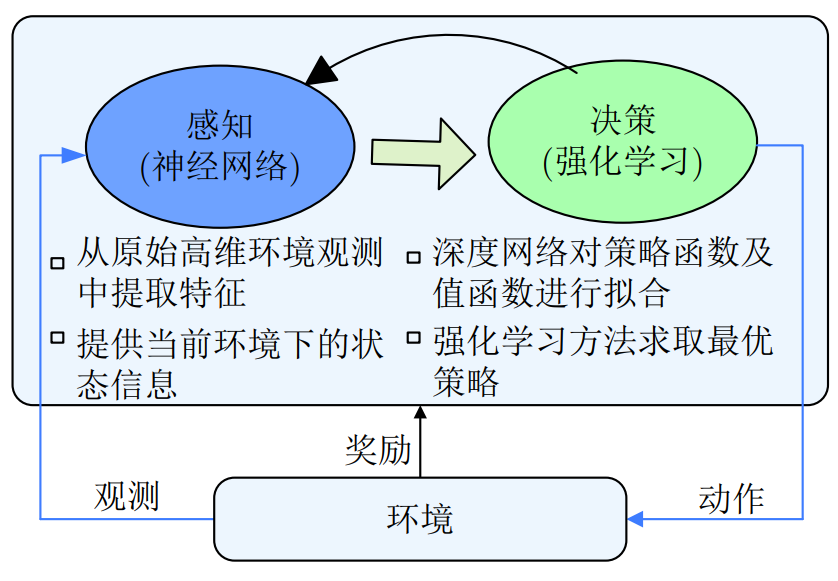 感知
(神经网络)
决策
(强化学习)
从原始高维环境观测
中提取特征
提供当前环境下的状
态信息
深度网络对策略函数及
值函数进行拟合
强化学习方法求取最优
策略
奖励
观测
动作
环境